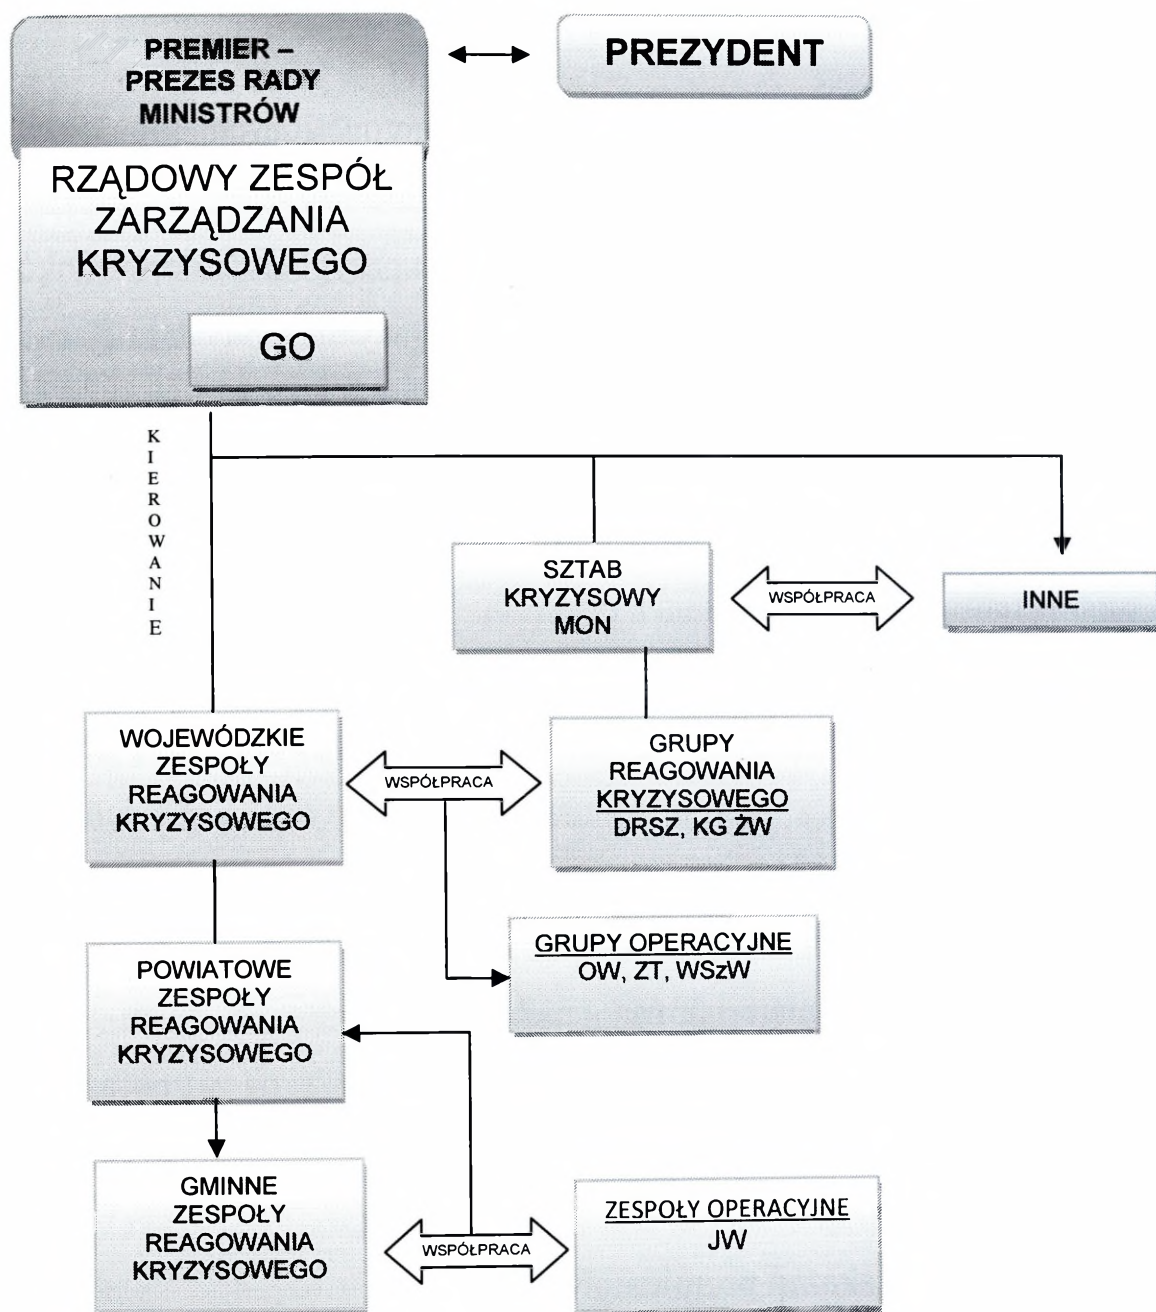 PREMIER –
PREZES RADY
MINISTRÓW
PREZYDENT
RZĄDOWY ZESPÓŁ
ZARZĄDZANIA
KRYZYSOWEGO
GO
KIEROWANIE
SZTAB
KRYZYSOWY
MON
WSPÓŁPRACA
INNE
WOJEWÓDZKIE
ZESPOŁY
REAGOWANIA
KRYZYSOWEGO
WSPÓŁPRACA
GRUPY
REAGOWANIA
KRYZYSOWEGO
DRSZ, KG ŻW
GRUPY OPERACYJNE
OW, ZT, WSzW
POWIATOWE
ZESPOŁY
REAGOWANIA
KRYZYSOWEGO
GMINNE
ZESPOŁY
REAGOWANIA
KRYZYSOWEGO
WSPÓŁPRACA
ZESPOŁY OPERACYJNE
JW